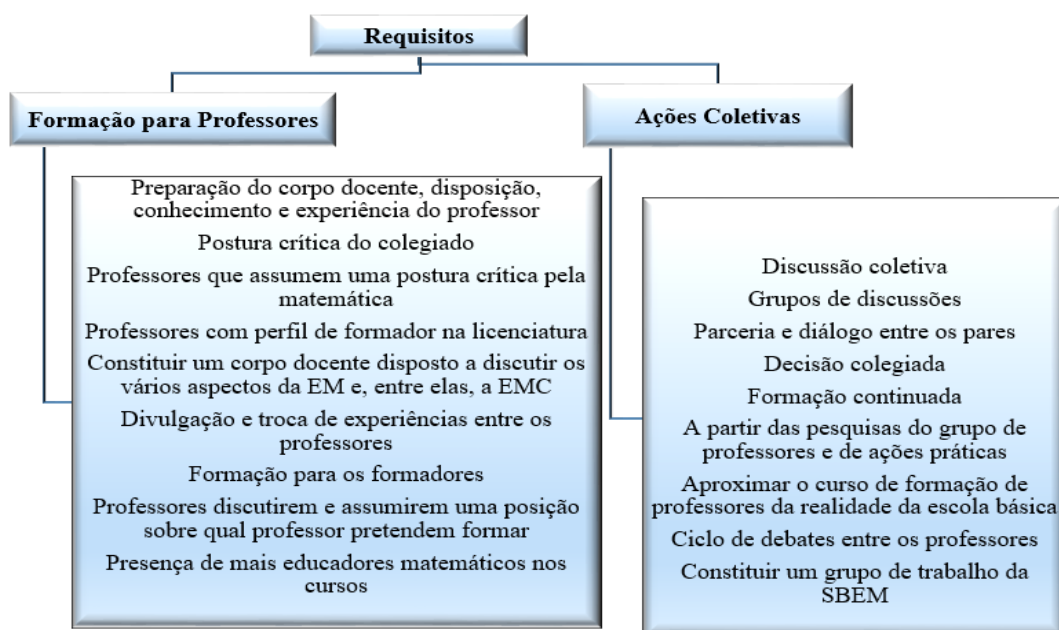 Requisitos
Formação para Professores
Preparação do corpo docente, disposição,
conhecimento e experiência do professor
Postura crítica do colegiado
Professores que assumem uma postura crítica pela
matemática
Professores com perfil de formador na licenciatura
Constituir um corpo docente disposto a discutir os
vários aspectos da EM e, entre elas, a EMC
Divulgação e troca de experiências entre os
professores
Formação para os formadores
Professores discutirem e assumirem uma posição
sobre qual professor pretendem formar
Presença de mais educadores matemáticos nos
cursos
Ações Coletivas
Discussão coletiva
Grupos de discussões
Parceria e diálogo entre os pares
Decisão colegiada
Formação continuada
A partir das pesquisas do grupo de
professores e de ações práticas
Aproximar o curso de formação de
professores da realidade da escola básica
Ciclo de debates entre os professores
Constituir um grupo de trabalho da
SBEM